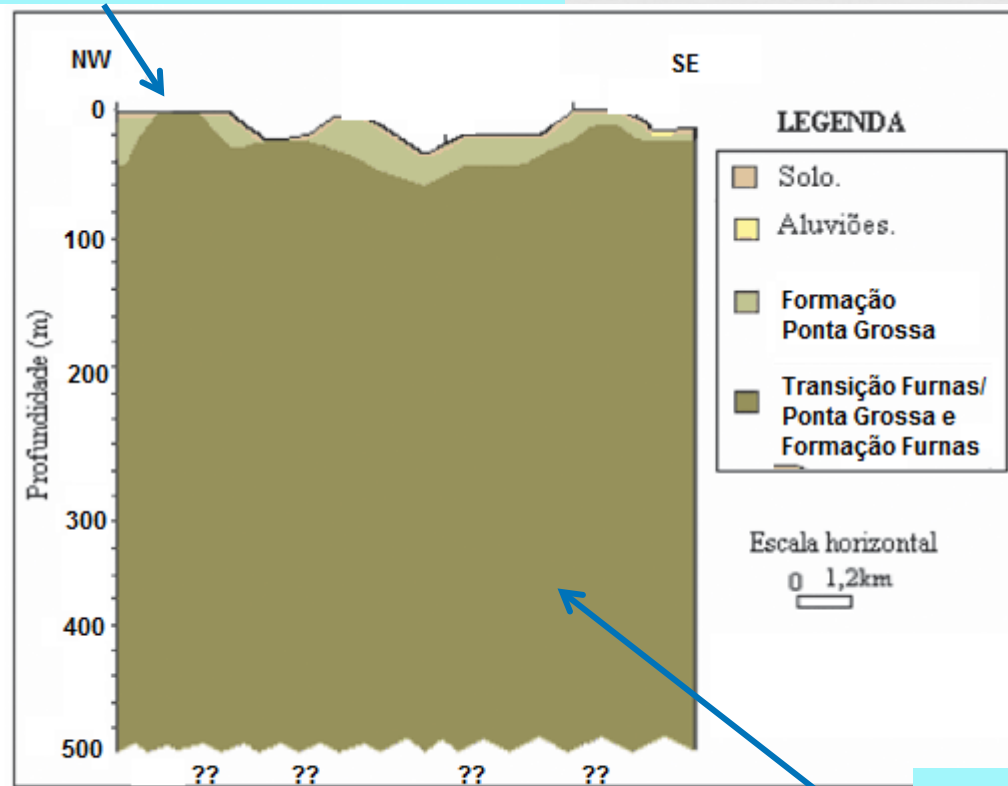 NW
SE
0
100
200
300
400
500
Profundidade (m)
?? ?? ?? ??
LEGENDA
Solo.
Aluviões.
Formação
Ponta Grossa
Transição Furnas/
Ponta Grossa e
Formação Furnas
Escala horizontal
0 1,2km